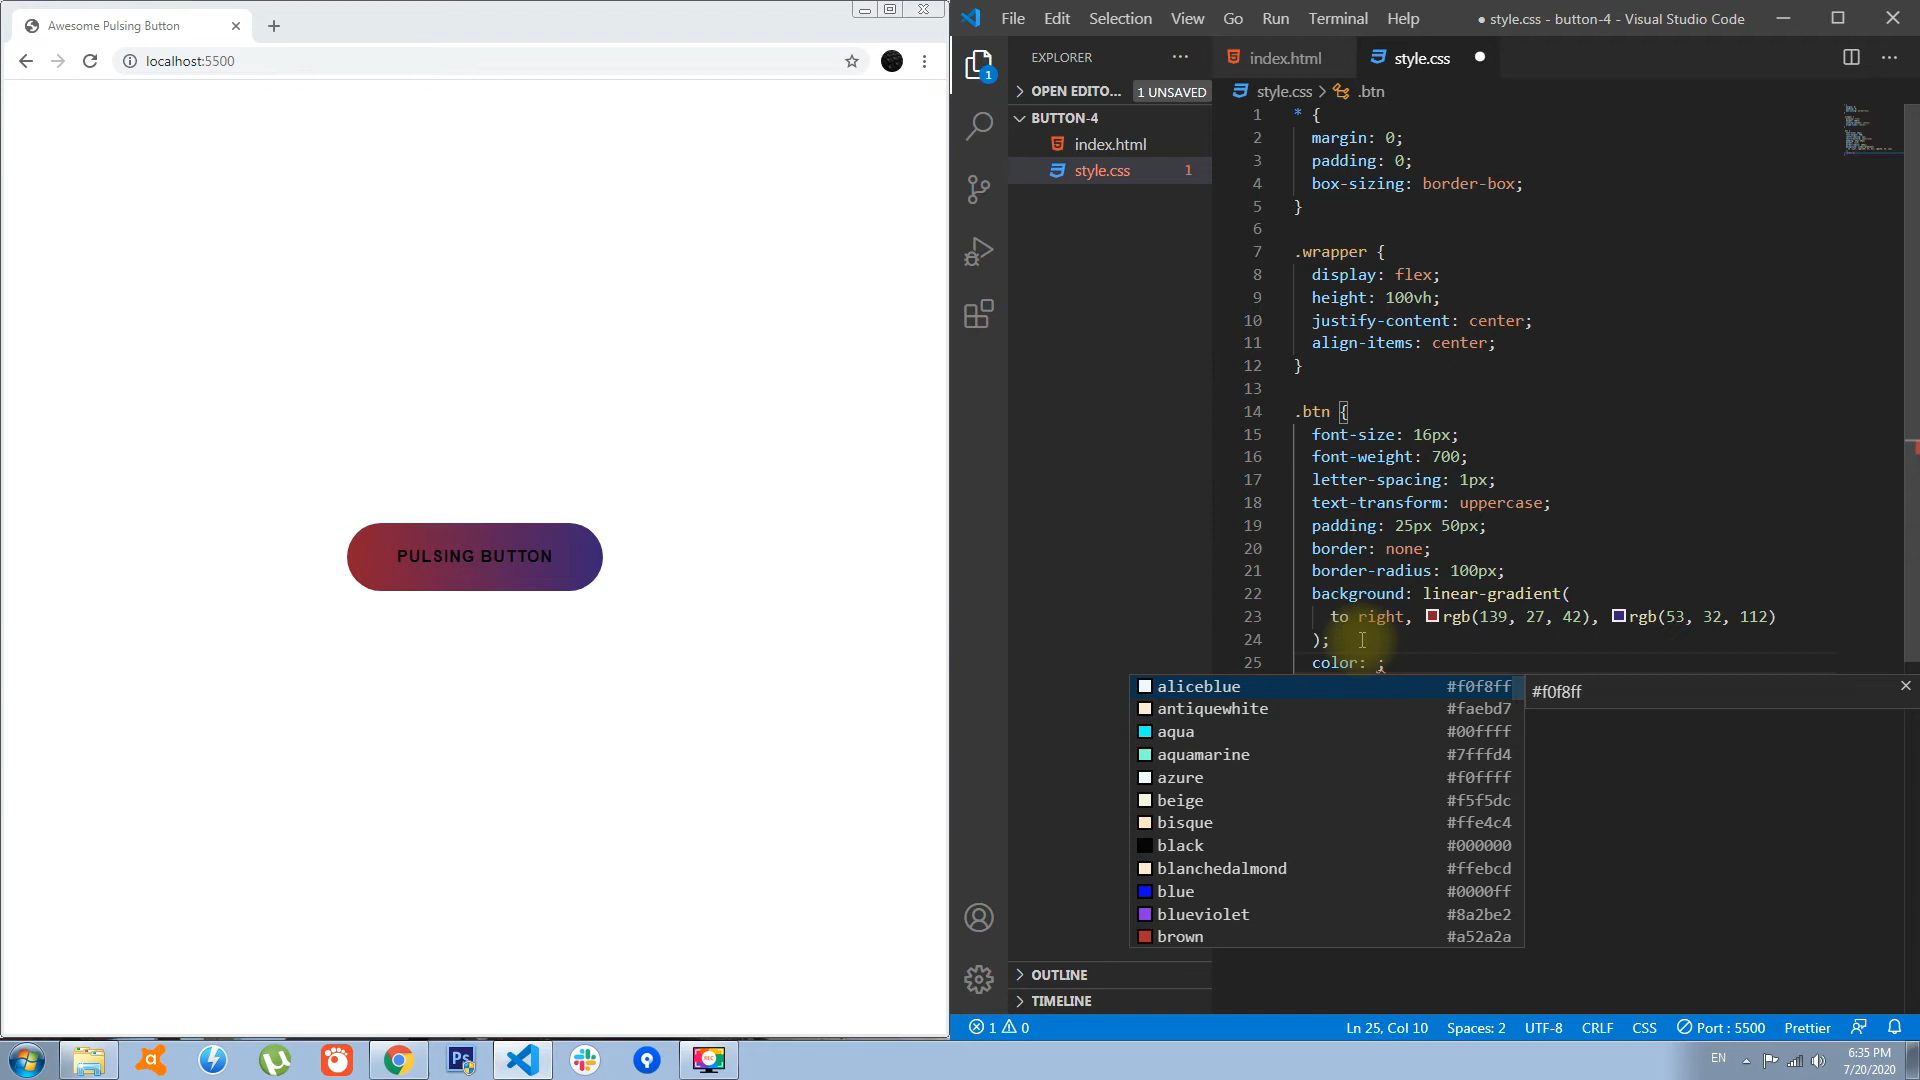 Awesome Pulsing Button
localhost:5500
PULSING BUTTON
File Edit Selection View Go Run Terminal Help
● style.css - button-4 - Visual Studio Code
EXPLORER
OPEN EDITO... 1 UNSAVED
BUTTON-4
index.html
style.css 1
OUTLINE
TIMELINE
1
index.html style.css
style.css > .btn
1 * {
2 margin: 0;
3 padding: 0;
4 box-sizing: border-box;
5 }
6
7 .wrapper {
8 display: flex;
9 height: 100vh;
10 justify-content: center;
11 align-items: center;
12 }
13
14 .btn {
15 font-size: 16px;
16 font-weight: 700;
17 letter-spacing: 1px;
18 text-transform: uppercase;
19 padding: 25px 50px;
20 border: none;
21 border-radius: 100px;
22 background: linear-gradient(
23 to right, rgb(139, 27, 42), rgb(53, 32, 112)
24 );
25 color: ;
aliceblue #f0f8ff
antiquewhite #faebd7
aqua #00ffff
aquamarine #7fffd4
azure #f0ffff
beige #f5f5dc
bisque #ffe4c4
black #000000
blanchedalmond #ffebcd
blue #0000ff
blueviolet #8a2be2
brown #a52a2a
#f0f8ff
1 0
Ln 25, Col 10 Spaces: 2 UTF-8 CRLF CSS Port : 5500 Prettier
Ps
REC
EN
6:35 PM
7/20/2020